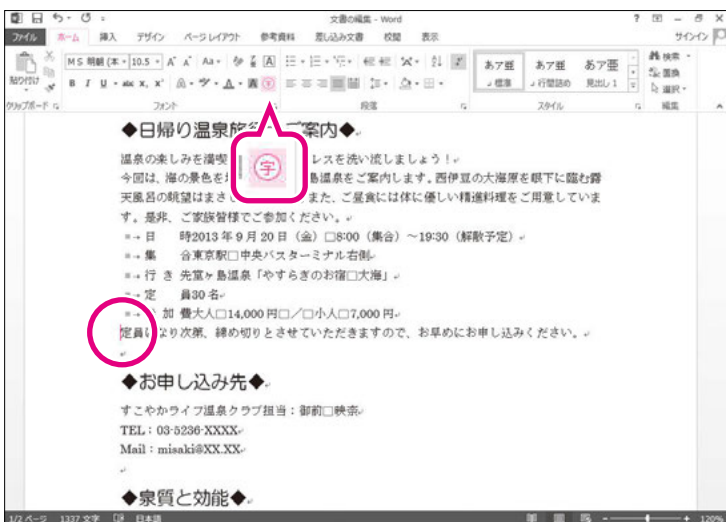 文書の編集 - Word
サインイン
ファイル ホーム 挿入 デザイン ページレイアウト 参考資料 差し込み文書 校閲 表示
MS 明朝 (本 10.5
貼り付け
あア亜 あア亜 あア亜
標準 行間詰め 見出し 1
検索
置換
選択
クリップボード フォント 段落 スタイル 編集
字
◆日帰り温泉旅 ご案内◆
温泉の楽しみを満喫 レスを洗い流しましょう!
今回は、海の景色を 島温泉をご案内します。西伊豆の大海原を眼下に臨む露
天風呂の眺望はまさ また、ご昼食には体に優しい精進料理をご用意していま
す。是非、ご家族皆様でご参加ください。
日 時2013 年 9 月 20 日(金)□8:00(集合)~19:30(解散予定)
集 合東京駅□中央バスターミナル右側
行 き 先堂ヶ島温泉「やすらぎのお宿□大海」
定 員30 名
加 費大人□14,000 円□/□小人□7,000 円
定員になり次第、締め切りとさせていただきますので、お早めにお申し込みください。
◆お申し込み先◆
すこやかライフ温泉クラブ担当:御前□映奈
TEL:03-5236-XXXX
Mail:misaki@XX.XX
◆泉質と効能◆
1/2 ページ 1337 文字 日本語 120%